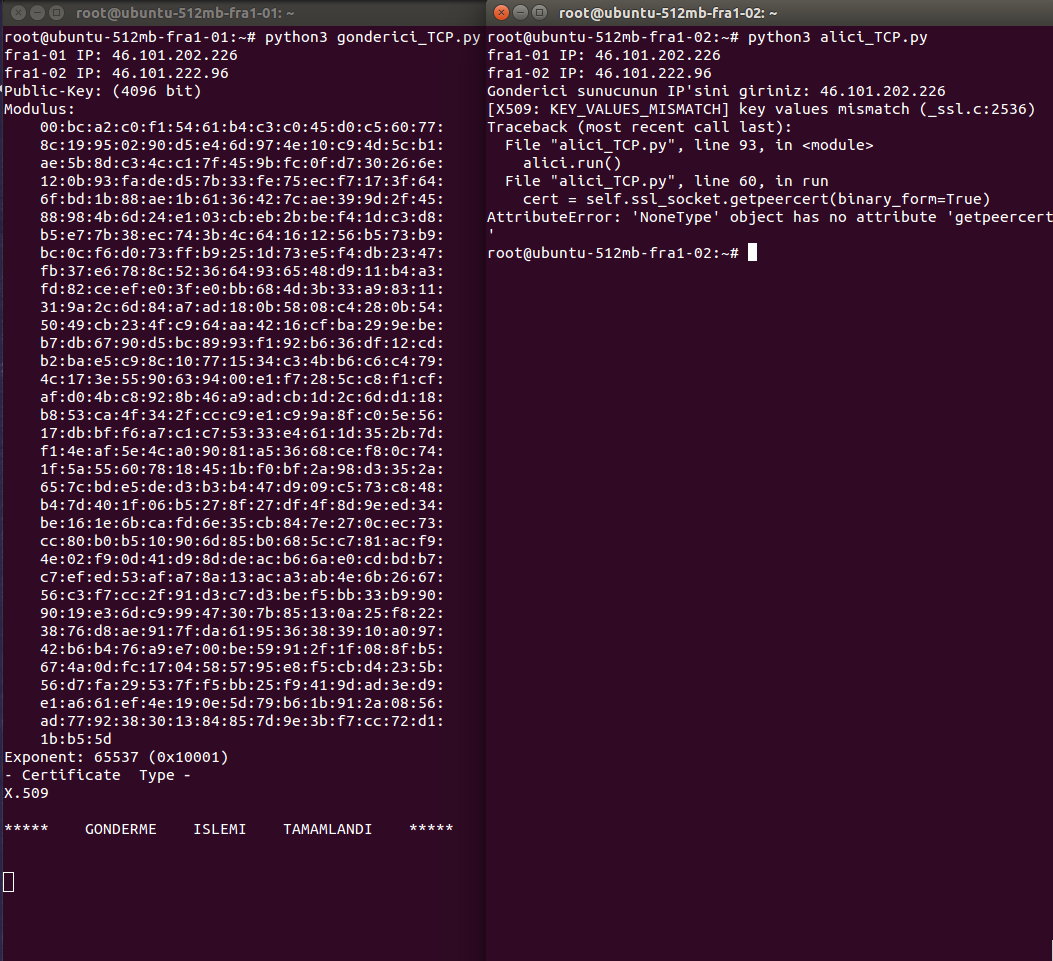 root@ubuntu-512mb-fra1-01: ~
root@ubuntu-512mb-fra1-01:~# python3 gonderici_TCP.py
fra1-01 IP: 46.101.202.226
fra1-02 IP: 46.101.222.96
Public-Key: (4096 bit)
Modulus:
00:bc:a2:c0:f1:54:61:b4:c3:c0:45:d0:c5:60:77:
8c:19:95:02:90:d5:e4:6d:97:4e:10:c9:4d:5c:b1:
ae:5b:8d:c3:4c:c1:7f:45:9b:fc:0f:d7:30:26:6e:
12:0b:93:fa:de:d5:7b:33:fe:75:ec:f7:17:3f:64:
6f:bd:1b:88:ae:1b:61:36:42:7c:ae:39:9d:2f:45:
88:98:4b:6d:24:e1:03:cb:eb:2b:be:f4:1d:c3:d8:
b5:e7:7b:38:ec:74:3b:4c:64:16:12:56:b5:73:b9:
bc:0c:f6:d0:73:ff:b9:25:1d:73:e5:f4:db:23:47:
fb:37:e6:78:8c:52:36:64:93:65:48:d9:11:b4:a3:
fd:82:ce:ef:e0:3f:e0:bb:68:4d:3b:33:a9:83:11:
31:9a:2c:6d:84:a7:ad:18:0b:58:08:c4:28:0b:54:
50:49:cb:23:4f:c9:64:aa:42:16:cf:ba:29:9e:be:
b7:db:67:90:d5:bc:89:93:f1:92:b6:36:df:12:cd:
b2:ba:e5:c9:8c:10:77:15:34:c3:4b:b6:c6:c4:79:
4c:17:3e:55:90:63:94:00:e1:f7:28:5c:c8:f1:cf:
af:d0:4b:c8:92:8b:46:a9:ad:cb:1d:2c:6d:d1:18:
b8:53:ca:4f:34:2f:cc:c9:e1:c9:9a:8f:c0:5e:56:
17:db:bf:f6:a7:c1:c7:53:33:e4:61:1d:35:2b:7d:
f1:4e:af:5e:4c:a0:90:81:a5:36:68:ce:f8:0c:74:
1f:5a:55:60:78:18:45:1b:f0:bf:2a:98:d3:35:2a:
65:7c:bd:e5:de:d3:b3:b4:47:d9:09:c5:73:c8:48:
b4:7d:40:1f:06:b5:27:8f:27:df:4f:8d:9e:ed:34:
be:16:1e:6b:ca:fd:6e:35:cb:84:7e:27:0c:ec:73:
cc:80:b0:b5:10:90:6d:85:b0:68:5c:c7:81:ac:f9:
4e:02:f9:0d:41:d9:8d:de:ac:b6:6a:e0:cd:bd:b7:
c7:ef:ed:53:af:a7:8a:13:ac:a3:ab:4e:6b:26:67:
56:c3:f7:cc:2f:91:d3:c7:d3:be:f5:bb:33:b9:90:
90:19:e3:6d:c9:99:47:30:7b:85:13:0a:25:f8:22:
38:76:d8:ae:91:7f:da:61:95:36:38:39:10:a0:97:
42:b6:b4:76:a9:e7:00:be:59:91:2f:1f:08:8f:b5:
67:4a:0d:fc:17:04:58:57:95:e8:f5:cb:d4:23:5b:
56:d7:fa:29:53:7f:f5:bb:25:f9:41:9d:ad:3e:d9:
e1:a6:61:ef:4e:19:0e:5d:79:b6:1b:91:2a:08:56:
ad:77:92:38:30:13:84:85:7d:9e:3b:f7:cc:72:d1:
1b:b5:5d
Exponent: 65537 (0x10001)
- Certificate  Type -
X.509
*****    GONDERME    ISLEMI    TAMAMLANDI    *****
root@ubuntu-512mb-fra1-02: ~
root@ubuntu-512mb-fra1-02:~# python3 alici_TCP.py
fra1-01 IP: 46.101.202.226
fra1-02 IP: 46.101.222.96
Gonderici sunucunun IP'sini giriniz: 46.101.202.226
[X509: KEY_VALUES_MISMATCH] key values mismatch (_ssl.c:2536)
Traceback (most recent call last):
File "alici_TCP.py", line 93, in <module>
alici.run()
File "alici_TCP.py", line 60, in run
cert = self.ssl_socket.getpeercert(binary_form=True)
AttributeError: 'NoneType' object has no attribute 'getpeercert
'
root@ubuntu-512mb-fra1-02:~#